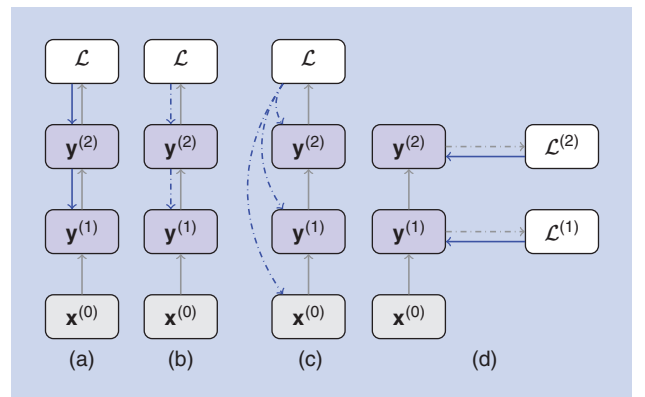 ℒ ℒ ℒ
y(2) y(2) y(2) y(2) ℒ(2)
y(1) y(1) y(1) y(1) ℒ(1)
x(0) x(0) x(0) x(0)
(a) (b) (c) (d)